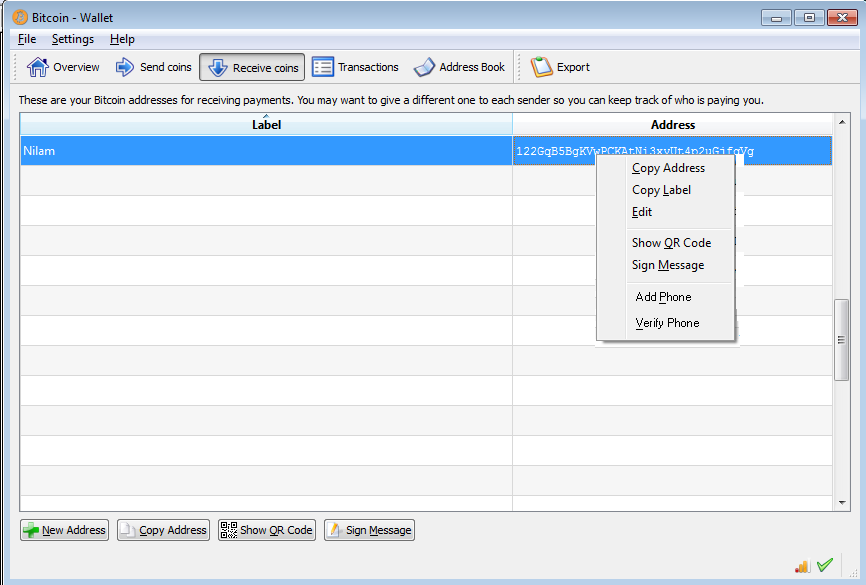 Bitcoin - Wallet
File Settings Help
Overview Send coins Receive coins Transactions Address Book Export
These are your Bitcoin addresses for receiving payments. You may want to give a different one to each sender so you can keep track of who is paying you.
Label Address
Nilam
Copy Address
Copy Label
Edit
Show QR Code
Sign Message
Add Phone
Verify Phone
New Address Copy Address Show QR Code Sign Message